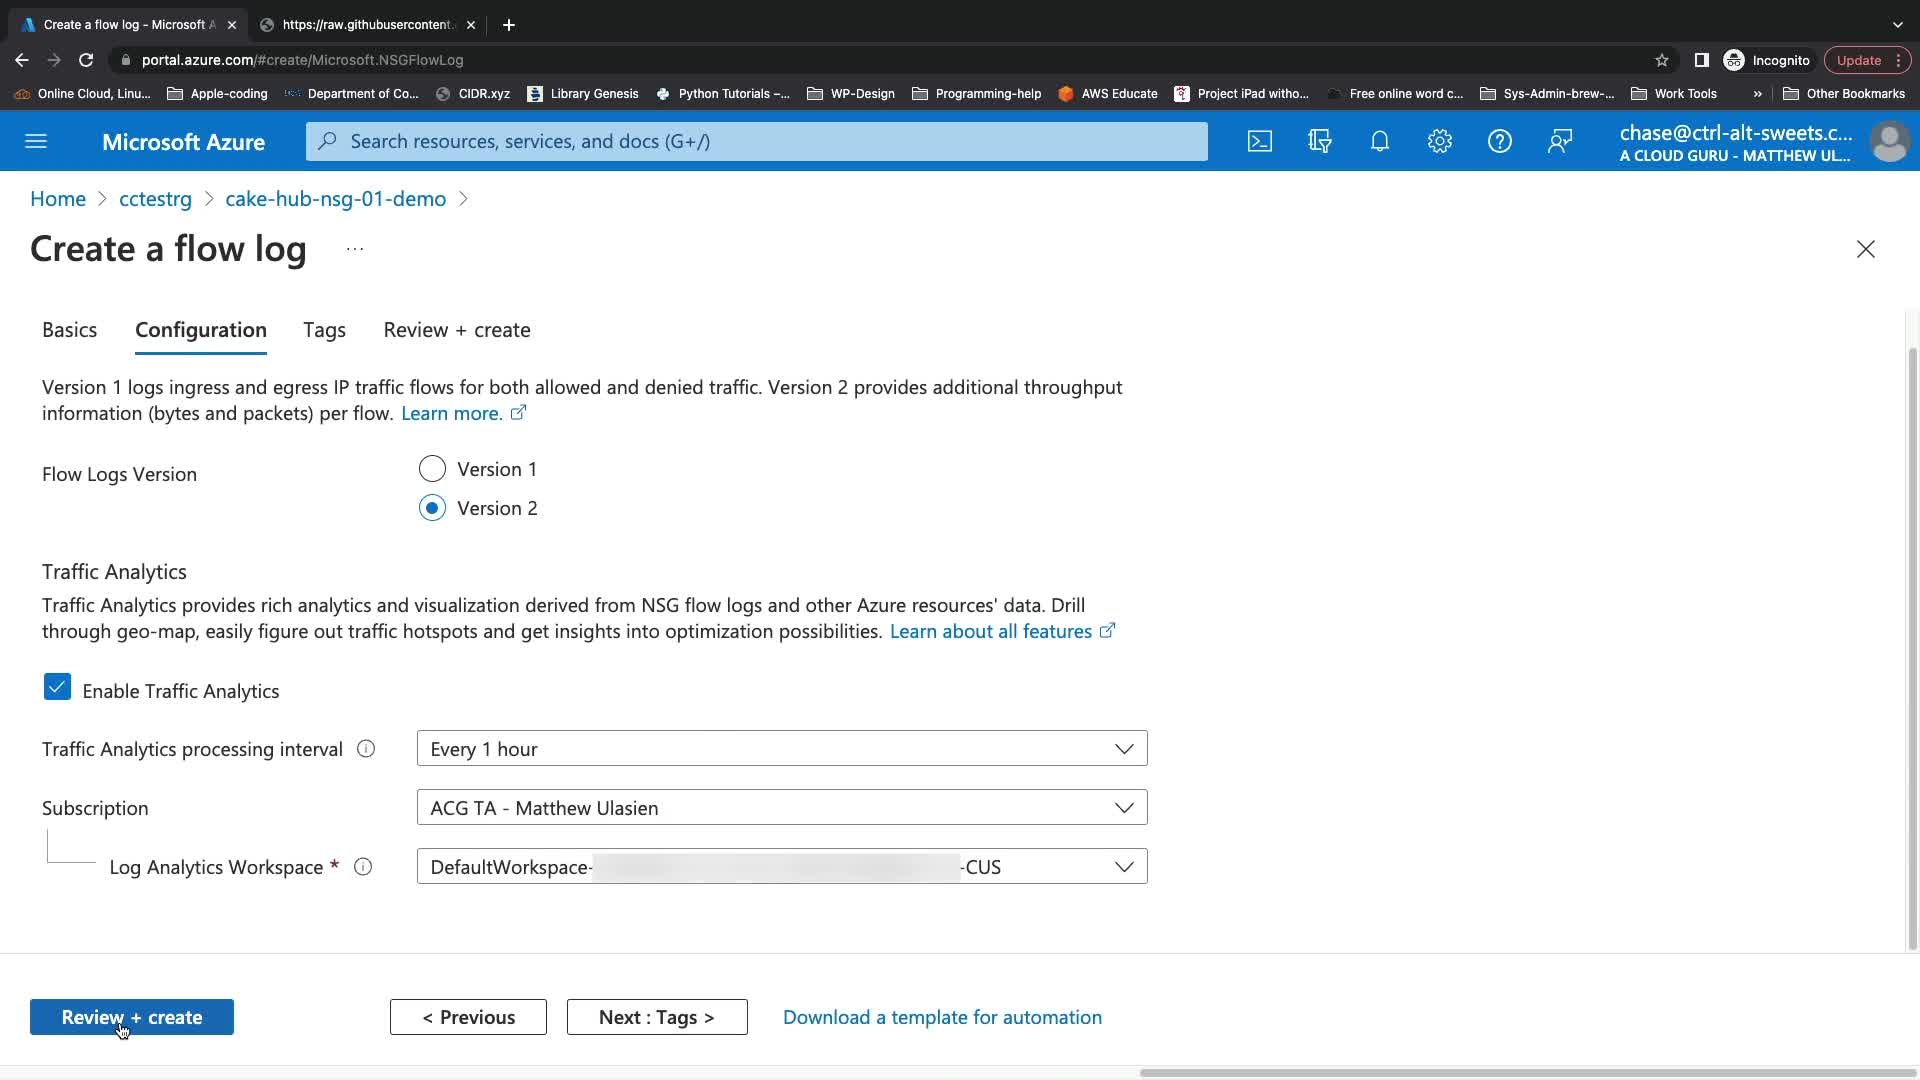 Create a flow log - Microsoft A
https://raw.githubusercontent.
portal.azure.com/#create/Microsoft.NSGFlowLog
Incognito
Update
Online Cloud, Linu...
Apple-coding
Department of Co...
CIDR.xyz
Library Genesis
Python Tutorials –...
WP-Design
Programming-help
AWS Educate
Project iPad witho...
Free online word c...
Sys-Admin-brew-...
Work Tools
»
Other Bookmarks
Microsoft Azure
Search resources, services, and docs (G+/)
chase@ctrl-alt-sweets.c...
A CLOUD GURU - MATTHEW UL...
Home > cctestrg > cake-hub-nsg-01-demo >
Create a flow log ...
Basics
Configuration
Tags
Review + create
Version 1 logs ingress and egress IP traffic flows for both allowed and denied traffic. Version 2 provides additional throughput
information (bytes and packets) per flow. Learn more.
Flow Logs Version
Version 1
Version 2
Traffic Analytics
Traffic Analytics provides rich analytics and visualization derived from NSG flow logs and other Azure resources' data. Drill
through geo-map, easily figure out traffic hotspots and get insights into optimization possibilities. Learn about all features
Enable Traffic Analytics
Traffic Analytics processing interval
Every 1 hour
Subscription
ACG TA - Matthew Ulasien
Log Analytics Workspace *
DefaultWorkspace- -CUS
Review + create
< Previous
Next : Tags >
Download a template for automation